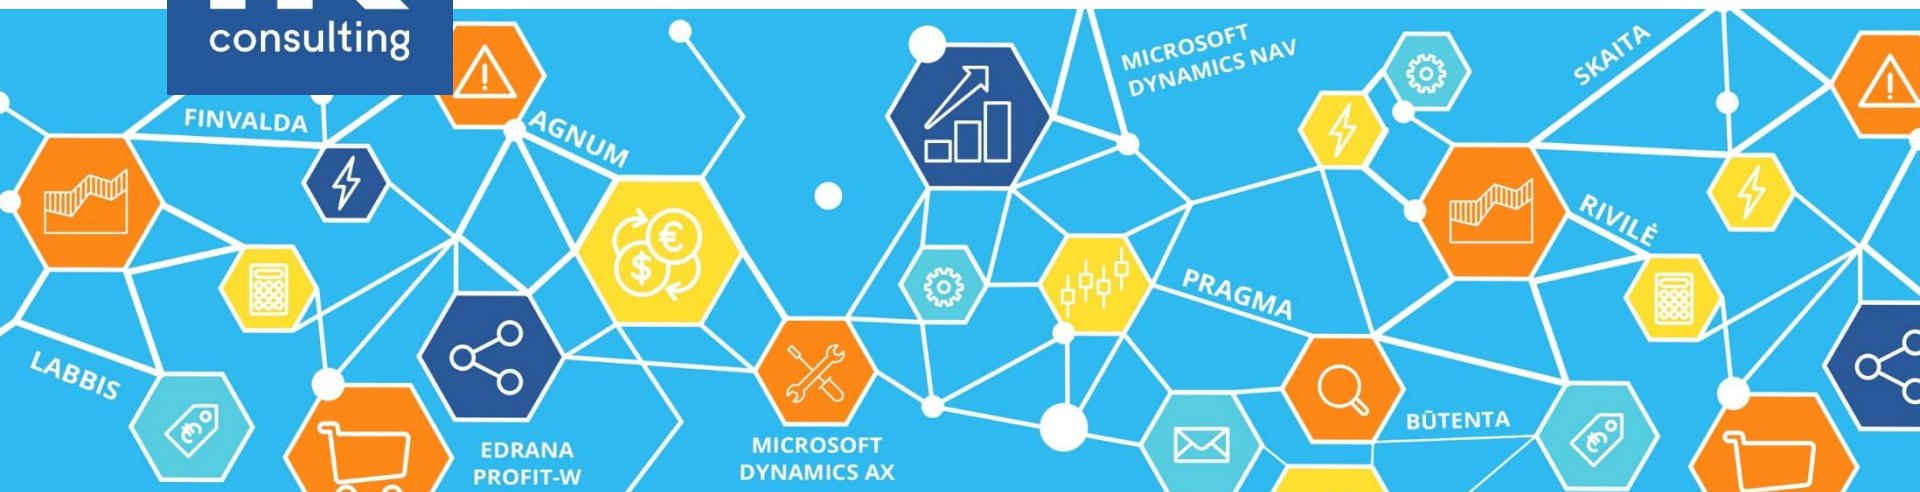 consulting
FINVALDA
AGNUM
MICROSOFT
DYNAMICS NAV
SKAITA
RIVILĖ
PRAGMA
LABBIS
EDRANA
PROFIT-W
MICROSOFT
DYNAMICS AX
BŪTENTA